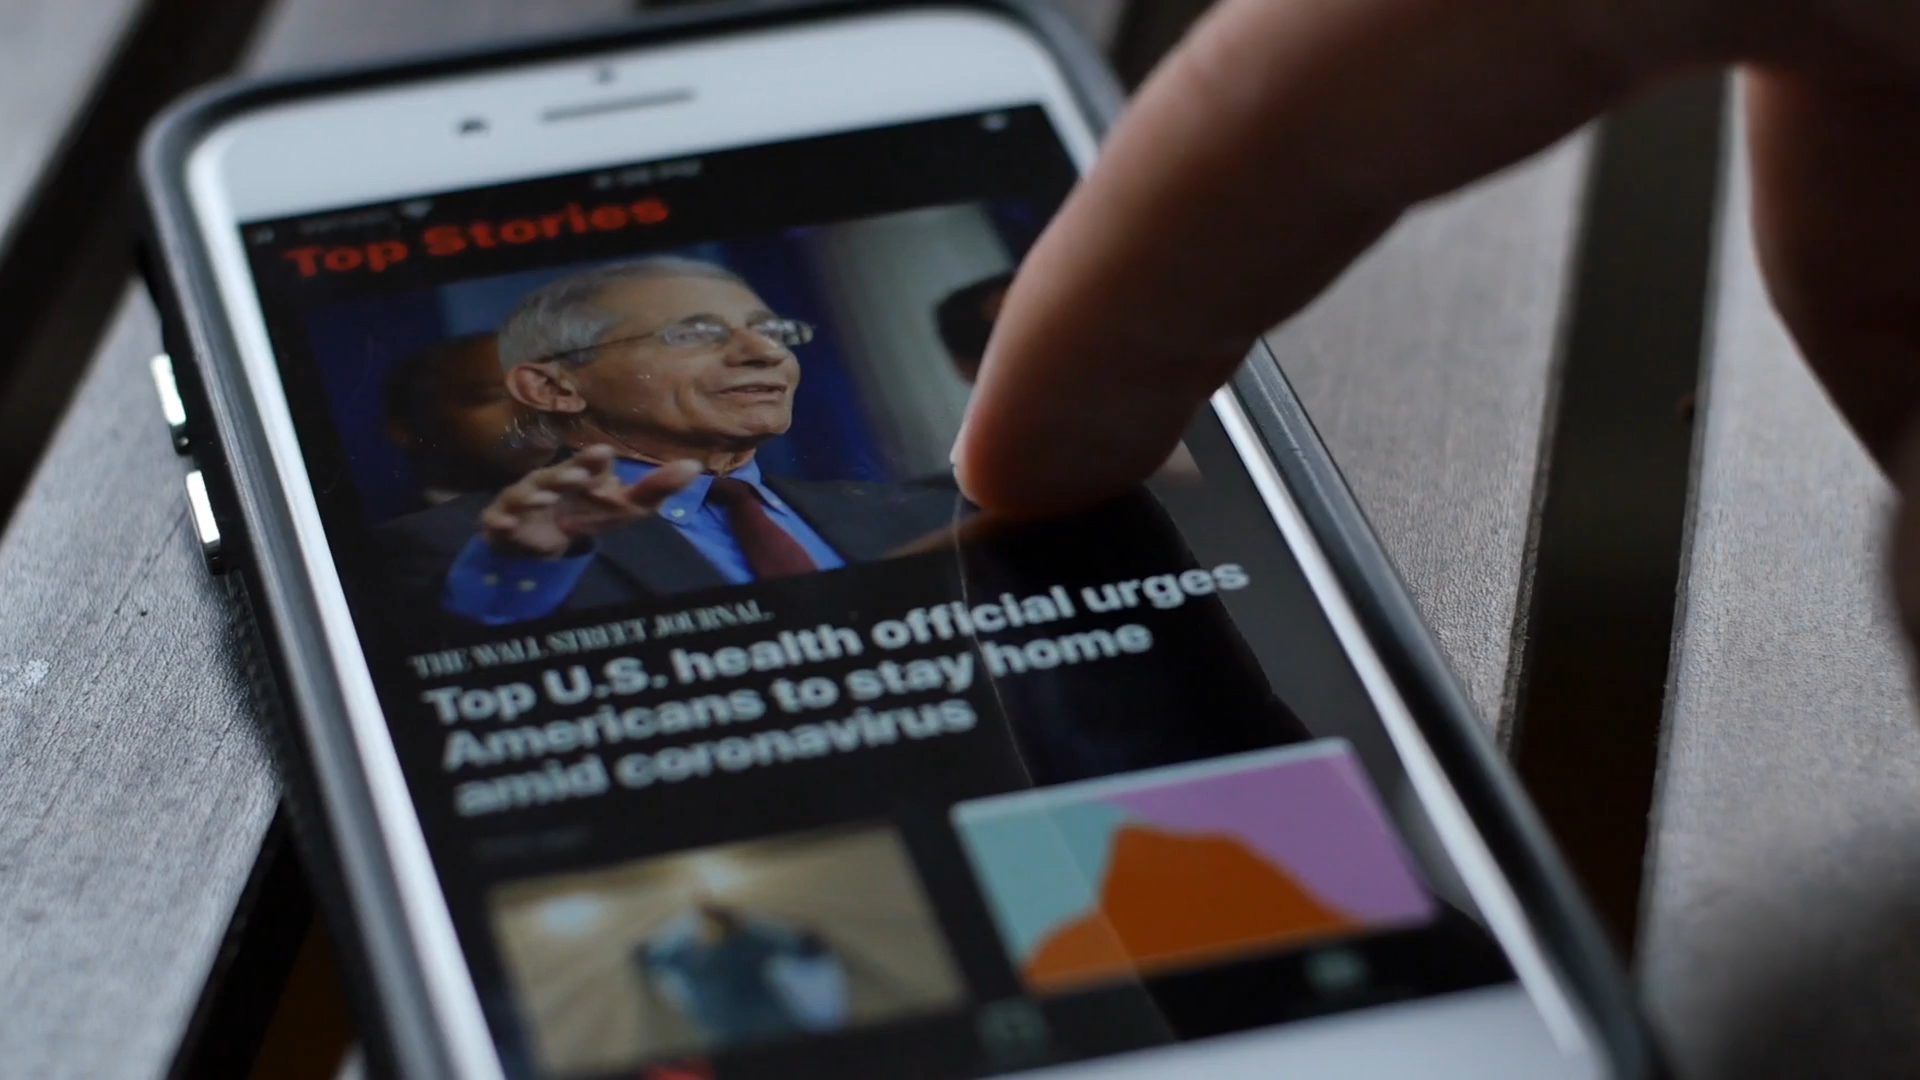 Top Stories
THE WALL STREET JOURNAL.
Top U.S. health official urges
Americans to stay home
amid coronavirus